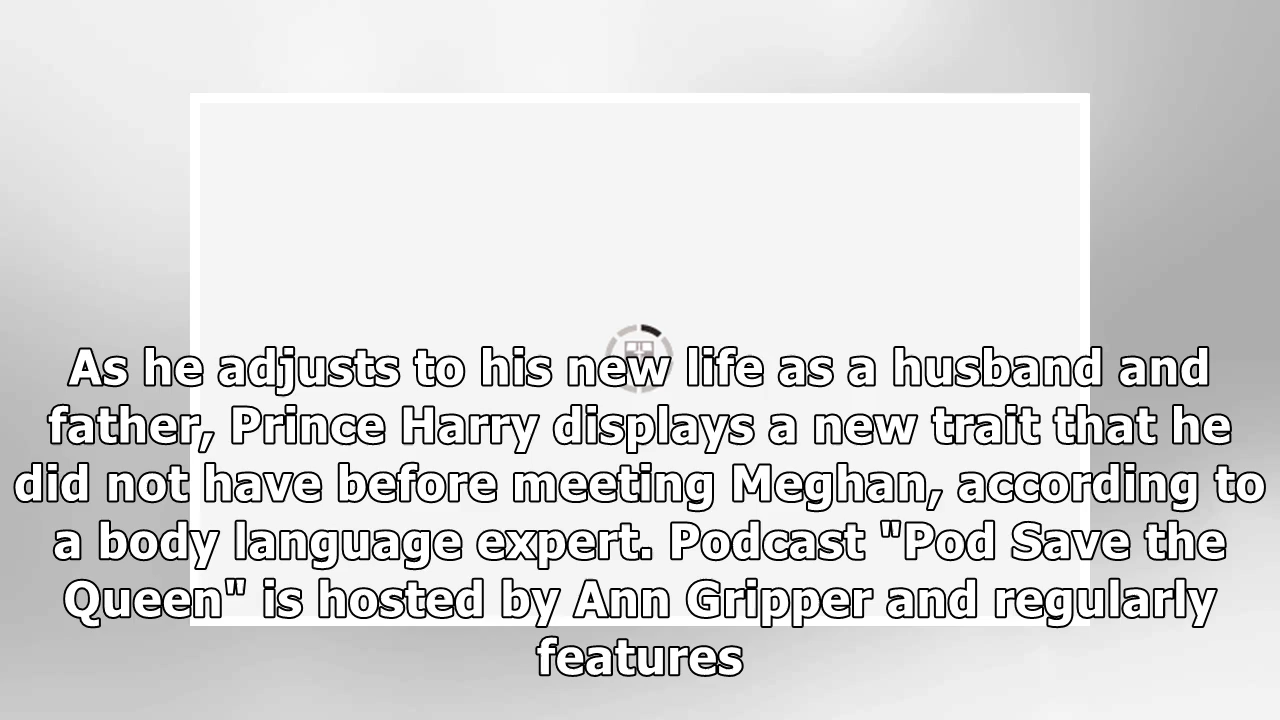 As he adjusts to his new life as a husband and
father, Prince Harry displays a new trait that he
did not have before meeting Meghan, according to
a body language expert. Podcast "Pod Save the
Queen" is hosted by Ann Gripper and regularly
features